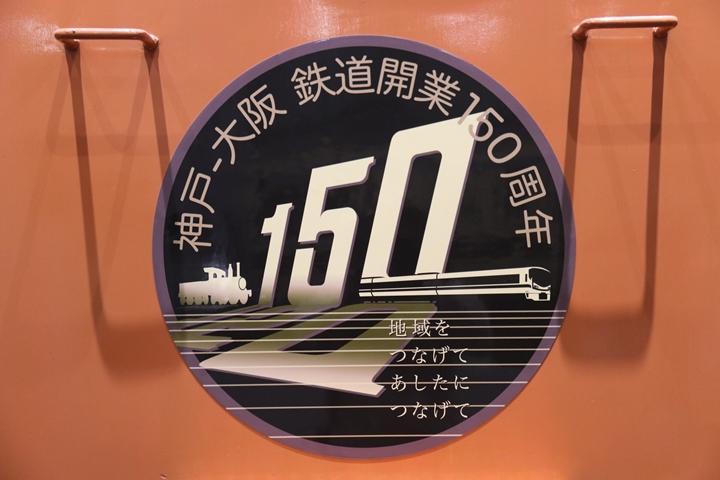 神戸-大阪 鉄道開業150周年
150
地域を
つなげて
あしたに
つなげて